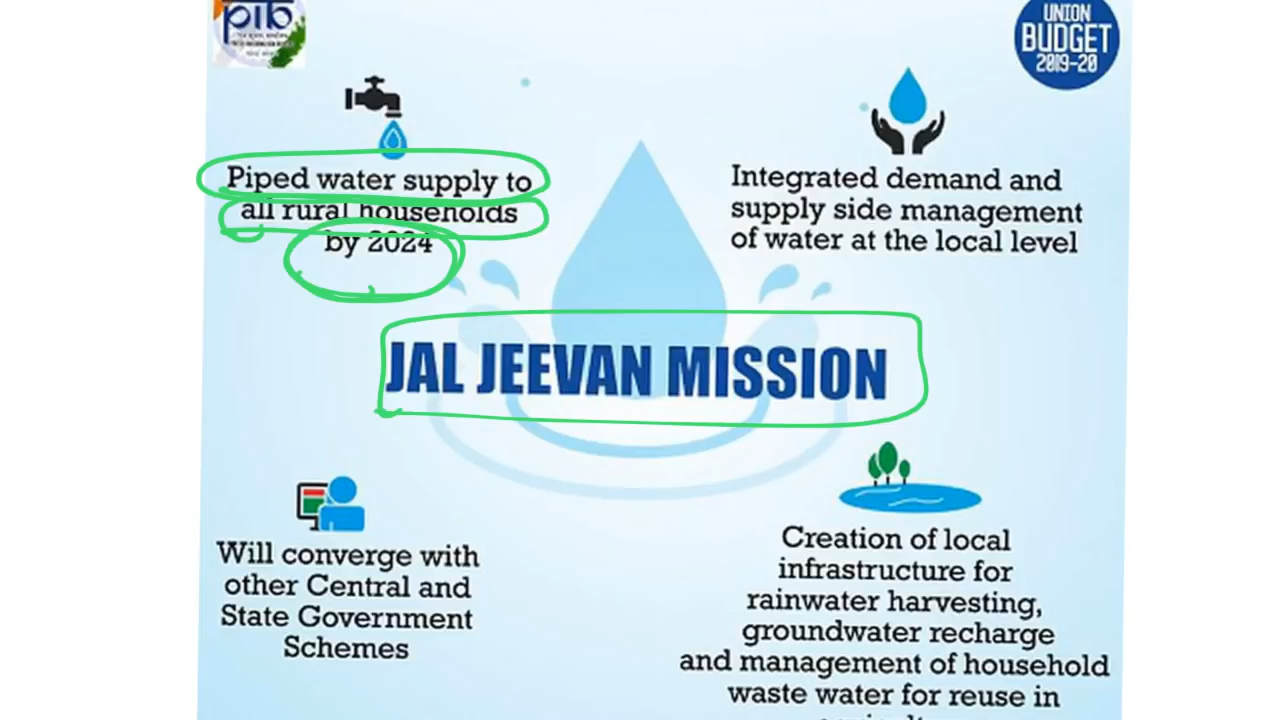 pib
UNION
BUDGET
2019-20
Piped water supply to
all rural households
by 2024
Integrated demand and
supply side management
of water at the local level
JAL JEEVAN MISSION
Will converge with
other Central and
State Government
Schemes
Creation of local
infrastructure for
rainwater harvesting,
groundwater recharge
and management of household
waste water for reuse in